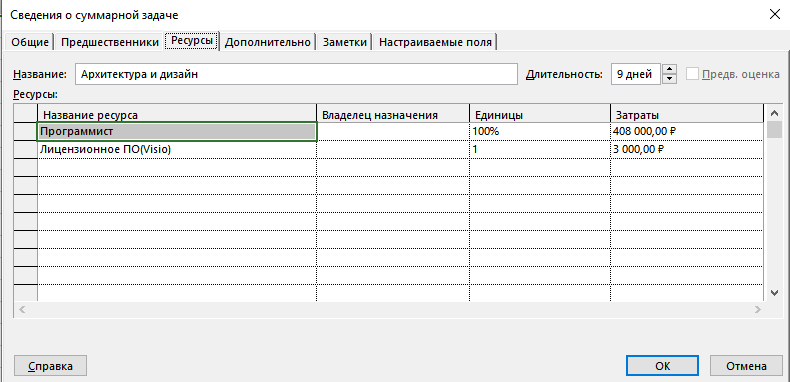 Сведения о суммарной задаче
Общие Предшественники Ресурсы Дополнительно Заметки Настраиваемые поля
Название: Архитектура и дизайн Длительность: 9 дней Предв. оценка
Ресурсы:
Название ресурса Владелец назначения Единицы Затраты
Программист 100% 408 000,00 ₽
Лицензионное ПО(Visio) 1 3 000,00 ₽
Справка ОК Отмена